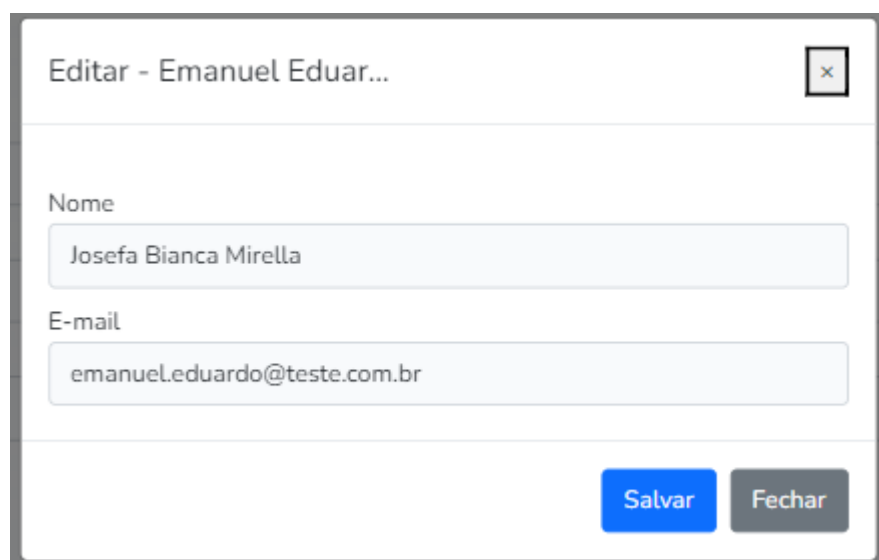 Editar - Emanuel Eduar...
×
Nome
Josefa Bianca Mirella
E-mail
emanuel.eduardo@teste.com.br
Salvar
Fechar